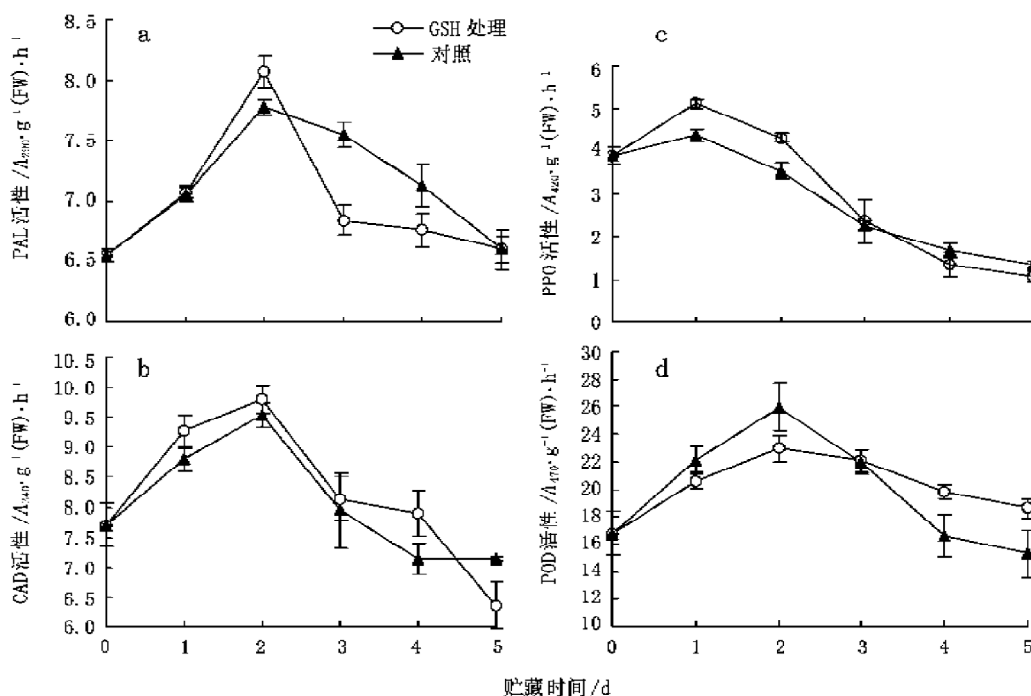 a
GSH 处理
对照
PAL 活性 /A₂₉₀·g⁻¹(FW)·h⁻¹
8.0
7.5
7.0
6.5
6.0
c
PPO 活性 /A₄₂₀·g⁻¹(FW)·h⁻¹
6
5
4
3
2
1
0
b
CAD 活性 /A₃₄₀·g⁻¹(FW)·h⁻¹
10.5
10.0
9.5
9.0
8.5
8.0
7.5
7.0
6.5
6.0
0 1 2 3 4 5
d
POD 活性 /A₄₇₀·g⁻¹(FW)·h⁻¹
30
28
26
24
22
20
18
16
14
12
10
0 1 2 3 4 5
贮藏时间 /d